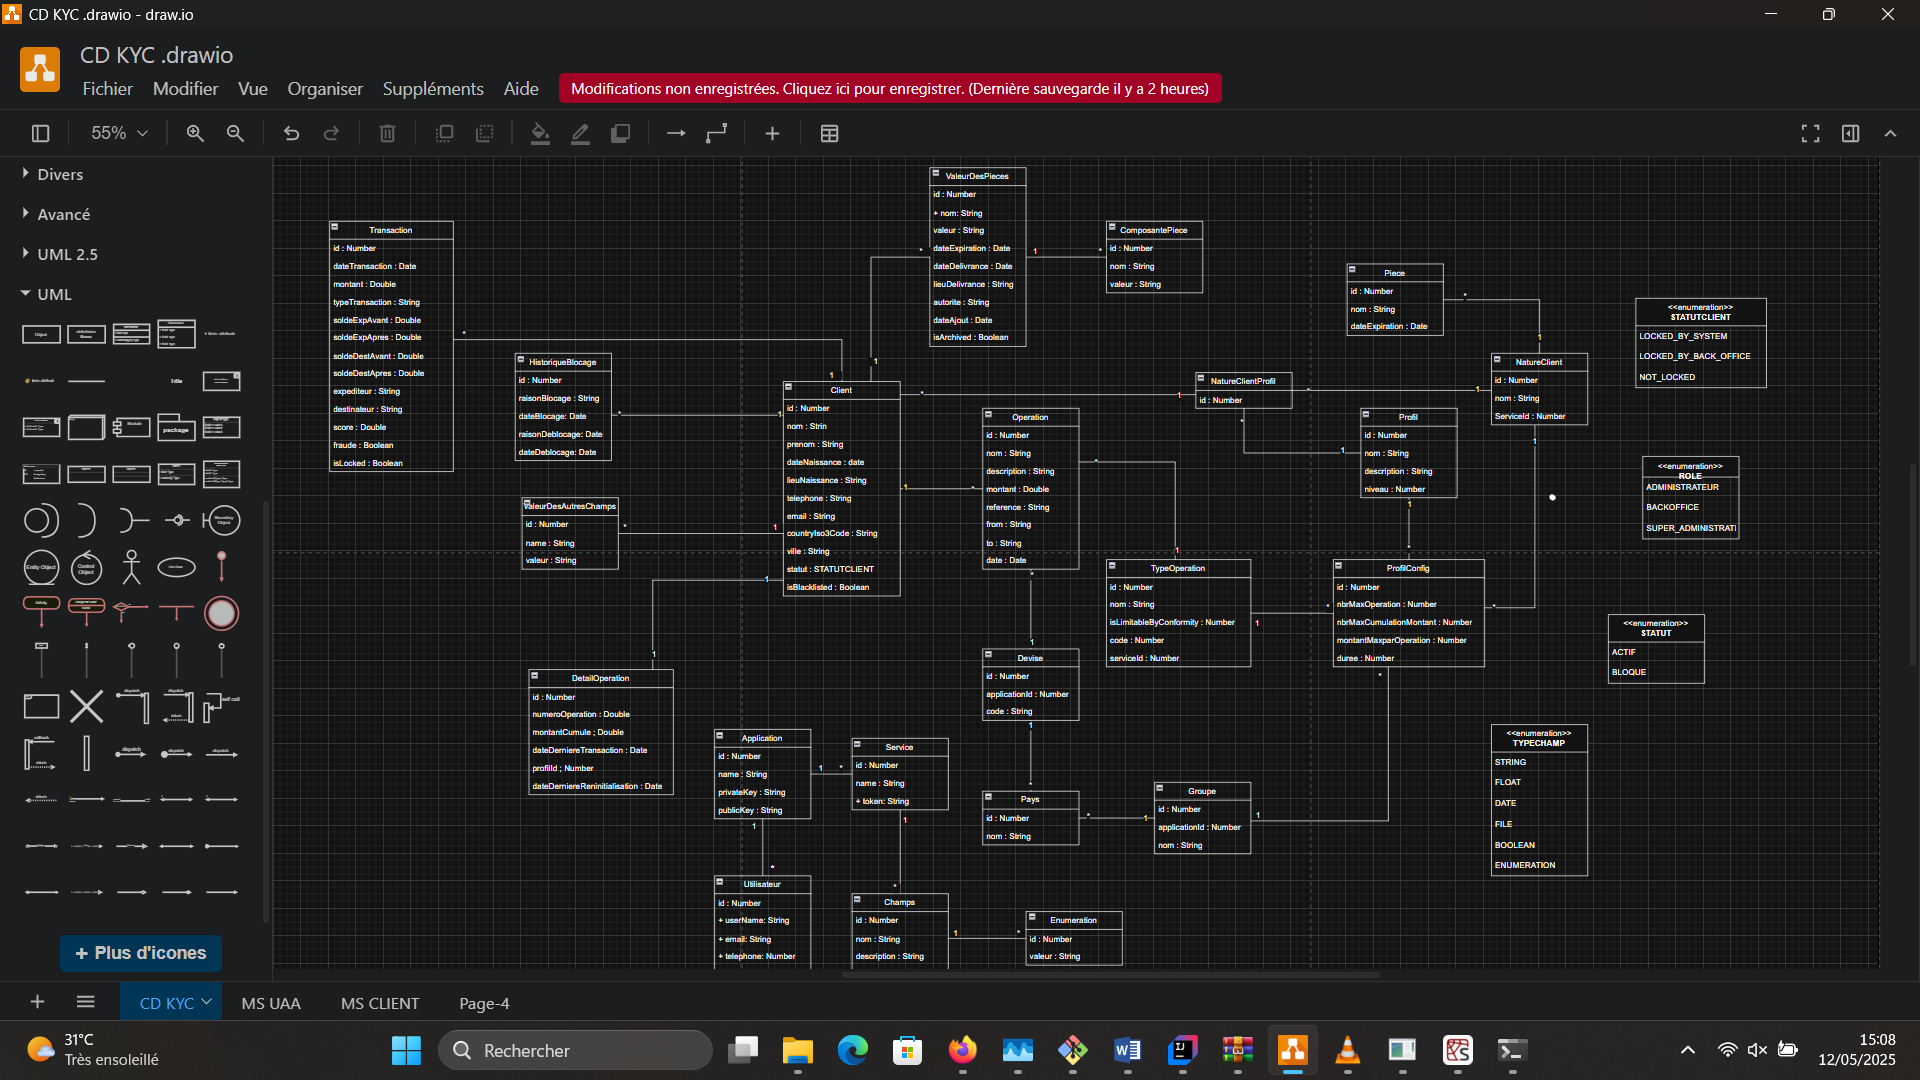 CD KYC .drawio - draw.io
CD KYC .drawio
Fichier Modifier Vue Organiser Suppléments Aide
Modifications non enregistrées. Cliquez ici pour enregistrer. (Dernière sauvegarde il y a 2 heures)
55%
Divers
Avancé
UML 2.5
UML
+ Plus d'icones
Transaction
id : Number
dateTransaction : Date
montant : Double
typeTransaction : String
soldeExpAvant : Double
soldeExpApres : Double
soldeDestAvant : Double
soldeDestApres : Double
expediteur : String
destinateur : String
score : Double
fraude : Boolean
isLocked : Boolean
HistoriqueBlocage
id : Number
raisonBlocage : String
dateBlocage: Date
raisonDeblocage: Date
dateDeblocage: Date
ValeurDesAutresChamps
id : Number
name : String
valeur : String
DetailOperation
id : Number
numeroOperation : Double
montantCumule ; Double
dateDerniereTransaction : Date
profilId ; Number
dateDerniereReninitialisation : Date
ValeurDesPieces
id : Number
+ nom: String
valeur : String
dateExpiration : Date
dateDelivrance : Date
lieuDelivrance : String
autorite : String
dateAjout : Date
isArchived : Boolean
ComposantePiece
id : Number
nom : String
valeur : String
Client
id : Number
nom : Strin
prenom : String
dateNaissance : date
lieuNaissance : String
telephone : String
email : String
countryIso3Code : String
ville : String
statut : STATUTCLIENT
isBlacklisted : Boolean
Operation
id : Number
nom : String
description : String
montant : Double
reference : String
from : String
to : String
date : Date
NatureClientProfil
id : Number
Piece
id : Number
nom : String
dateExpiration : Date
NatureClient
id : Number
nom : String
ServiceId : Number
Profil
id : Number
nom : String
description : String
niveau : Number
TypeOperation
id : Number
nom : String
isLimitableByConformity : Number
code : Number
serviceId : Number
ProfilConfig
id : Number
nbrMaxOperation : Number
nbrMaxCumulationMontant : Number
montantMaxparOperation : Number
duree : Number
Devise
id : Number
applicationId : Number
code : String
Pays
id : Number
nom : String
Groupe
id : Number
applicationId : Number
nom : String
Application
id : Number
name : String
privateKey : String
publicKey : String
Service
id : Number
name : String
+ token: String
Utilisateur
id : Number
+ userName: String
+ email: String
+ telephone: Number
Champs
id : Number
nom : String
description : String
Enumeration
id : Number
valeur : String
<<enumeration>>
STATUTCLIENT
LOCKED_BY_SYSTEM
LOCKED_BY_BACK_OFFICE
NOT_LOCKED
<<enumeration>>
ROLE
ADMINISTRATEUR
BACKOFFICE
SUPER_ADMINISTRATI
<<enumeration>>
STATUT
ACTIF
BLOQUE
<<enumeration>>
TYPECHAMP
STRING
FLOAT
DATE
FILE
BOOLEAN
ENUMERATION
CD KYC MS UAA MS CLIENT Page-4
31°C
Très ensoleillé
Rechercher
15:08
12/05/2025